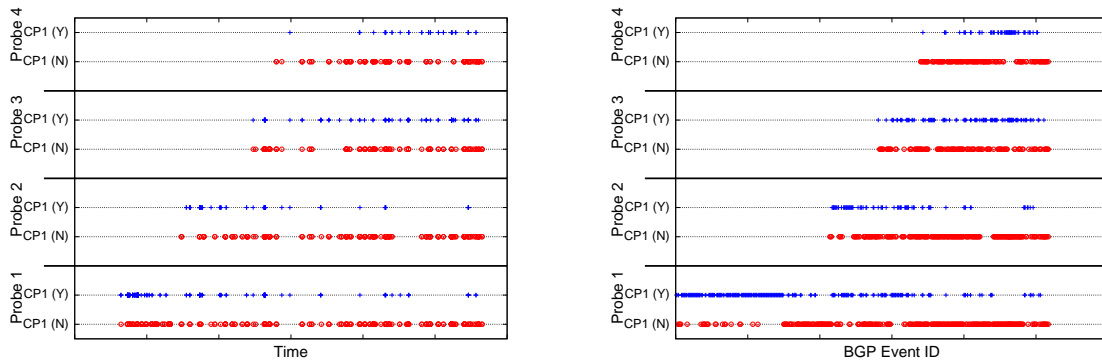 Probe 4
CP1 (Y)
CP1 (N)
Probe 3
CP1 (Y)
CP1 (N)
Probe 2
CP1 (Y)
CP1 (N)
Probe 1
CP1 (Y)
CP1 (N)
Time
Probe 4
CP1 (Y)
CP1 (N)
Probe 3
CP1 (Y)
CP1 (N)
Probe 2
CP1 (Y)
CP1 (N)
Probe 1
CP1 (Y)
CP1 (N)
BGP Event ID